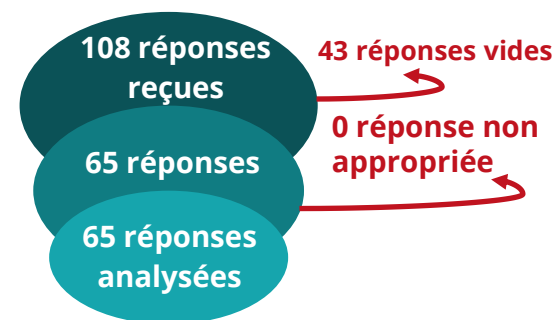 108 réponses
reçues
43 réponses vides
0 réponse non
appropriée
65 réponses
65 réponses
analysées